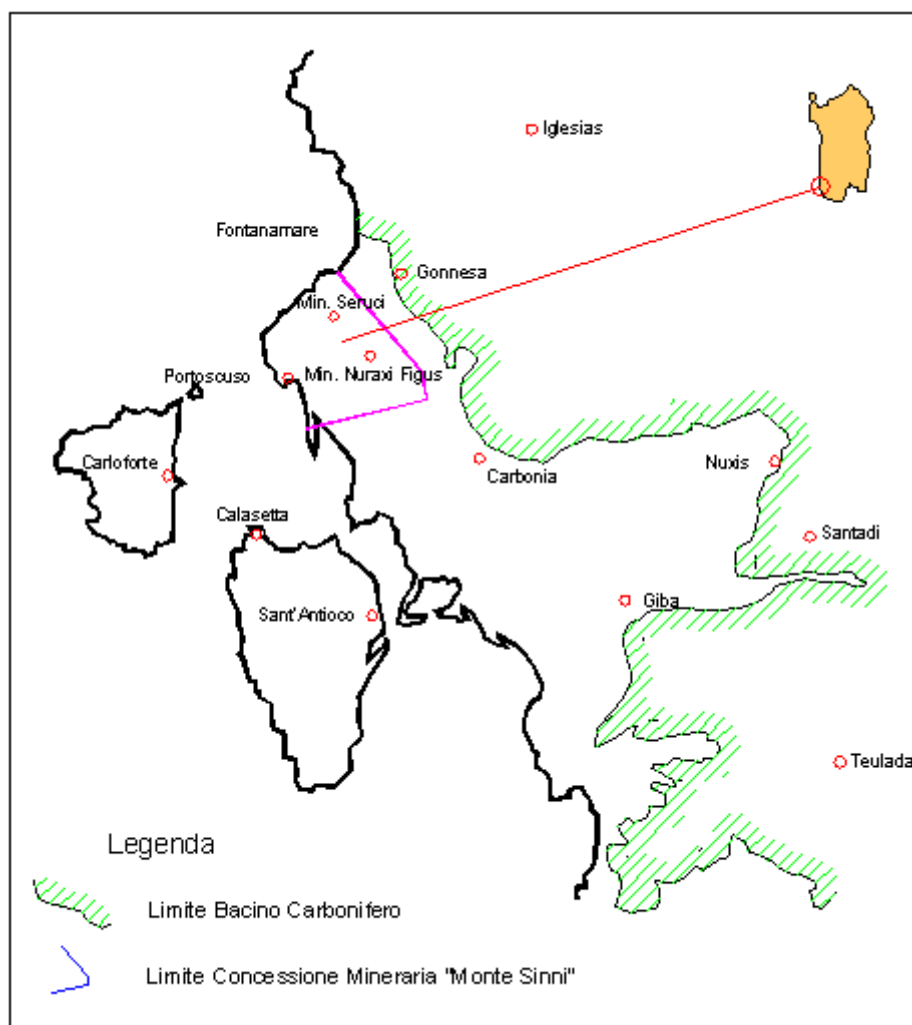 Iglesias
Fontanamare
Gonnesa
Min. Seruci
Min. Nuraxi Figus
Portoscuso
Carloforte
Carbonia
Nuxis
Calasetta
Santadi
Giba
Sant'Antioco
Teulada
Legenda
Limite Bacino Carbonifero
Limite Concessione Mineraria "Monte Sinni"